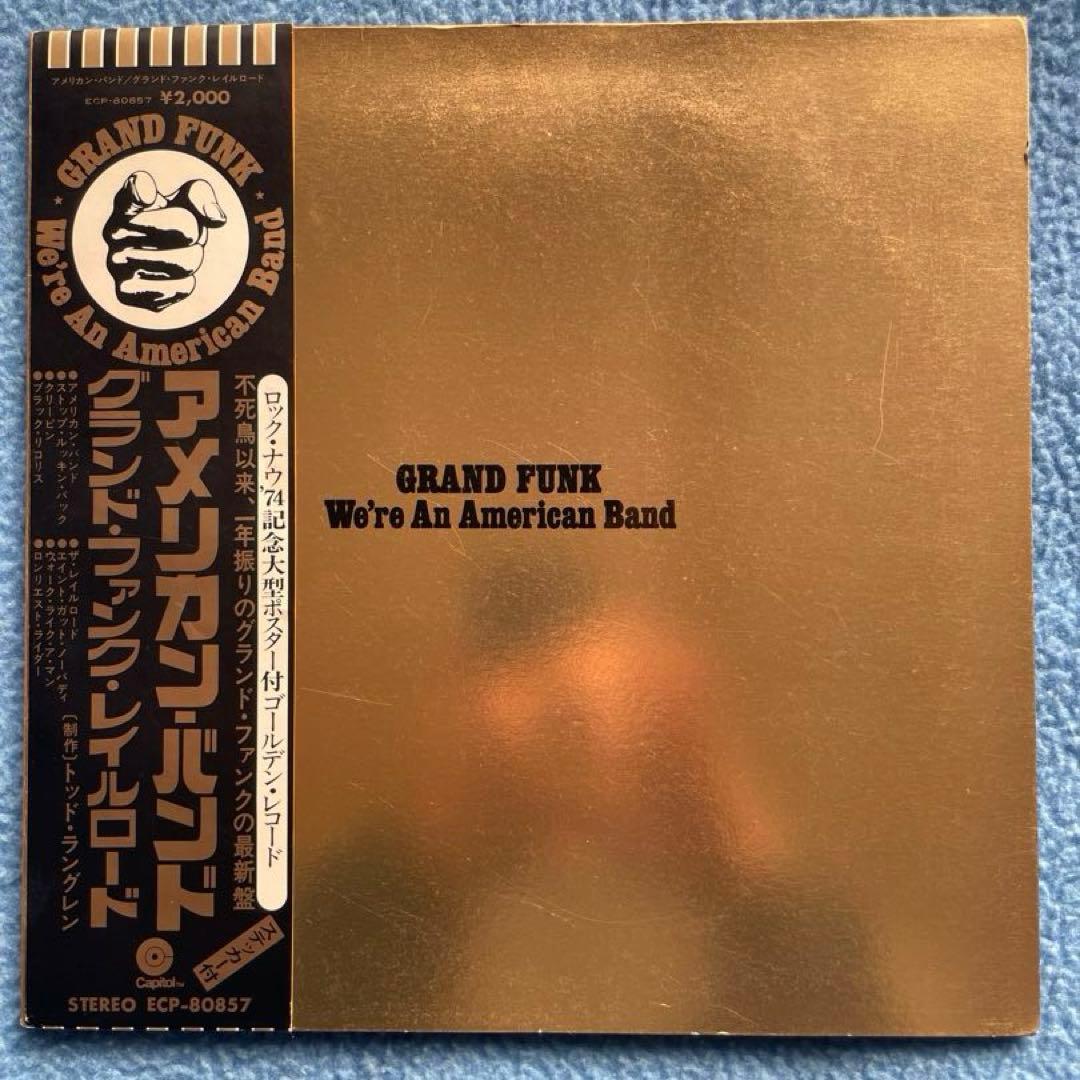 アメリカン・バンド/グランド・ファンク・レイルロード
ECP-80857 ¥2,000
GRAND FUNK
We're An American Band
ロック・ナウ'74記念大型ポスター付ゴールデン・レコード
不死鳥以来、一年振りのグランド・ファンクの最新盤
アメリカン・バンド
グランド・ファンク・レイルロード
●アメリカン・バンド
●ストップ・ルッキン・バック
●クリーピン
●ブラック・リコリス
●ザ・レイルロード
●エイント・ガット・ノーバディ
●ウォーク・ライク・ア・マン
●ロンリエスト・ライダー
〔制作〕トッド・ラングレン
ステッカー付
Capitol™
STEREO ECP-80857
GRAND FUNK
We're An American Band